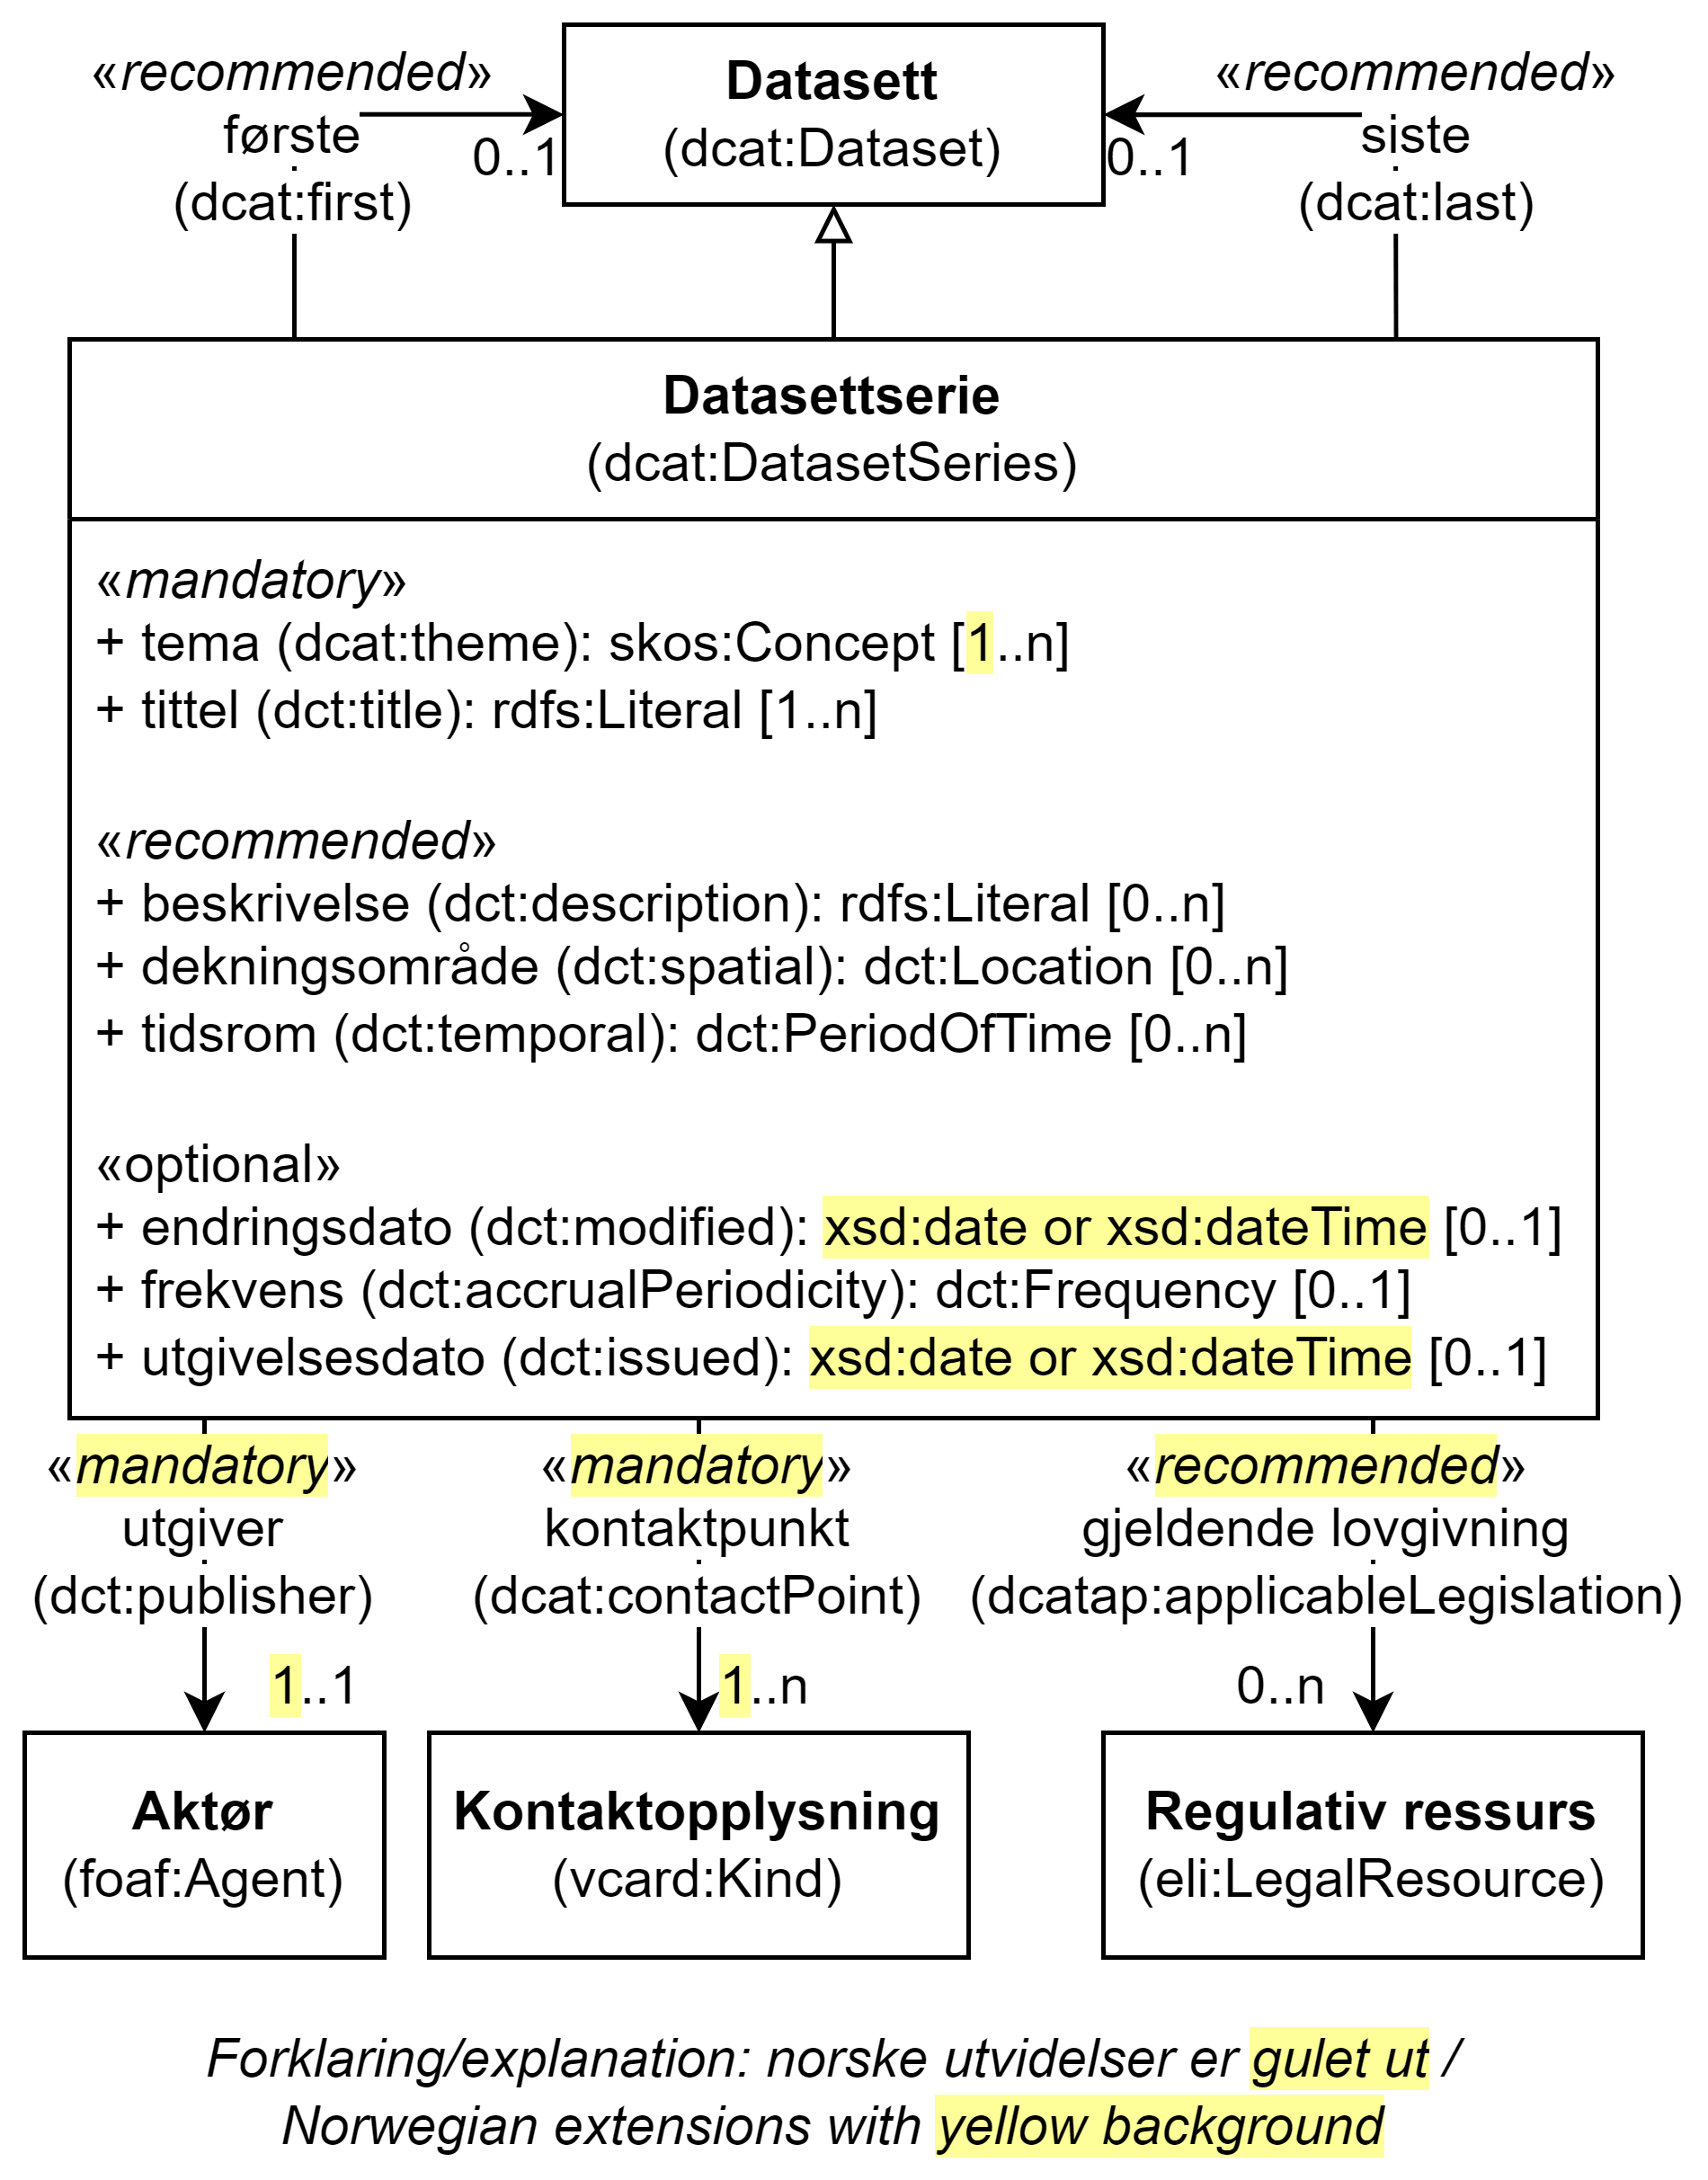 «recommended»
første
(dcat:first)
0..1
Datasett
(dcat:Dataset)
«recommended»
siste
(dcat:last)
0..1
Datasettserie
(dcat:DatasetSeries)
«mandatory»
+ tema (dcat:theme): skos:Concept [1..n]
+ tittel (dct:title): rdfs:Literal [1..n]
«recommended»
+ beskrivelse (dct:description): rdfs:Literal [0..n]
+ dekningsområde (dct:spatial): dct:Location [0..n]
+ tidsrom (dct:temporal): dct:PeriodOfTime [0..n]
«optional»
+ endringsdato (dct:modified): xsd:date or xsd:dateTime [0..1]
+ frekvens (dct:accrualPeriodicity): dct:Frequency [0..1]
+ utgivelsesdato (dct:issued): xsd:date or xsd:dateTime [0..1]
«mandatory»
utgiver
(dct:publisher)
1..1
«mandatory»
kontaktpunkt
(dcat:contactPoint)
1..n
«recommended»
gjeldende lovgivning
(dcatap:applicableLegislation)
0..n
Aktør
(foaf:Agent)
Kontaktopplysning
(vcard:Kind)
Regulativ ressurs
(eli:LegalResource)
Forklaring/explanation: norske utvidelser er gulet ut /
Norwegian extensions with yellow background